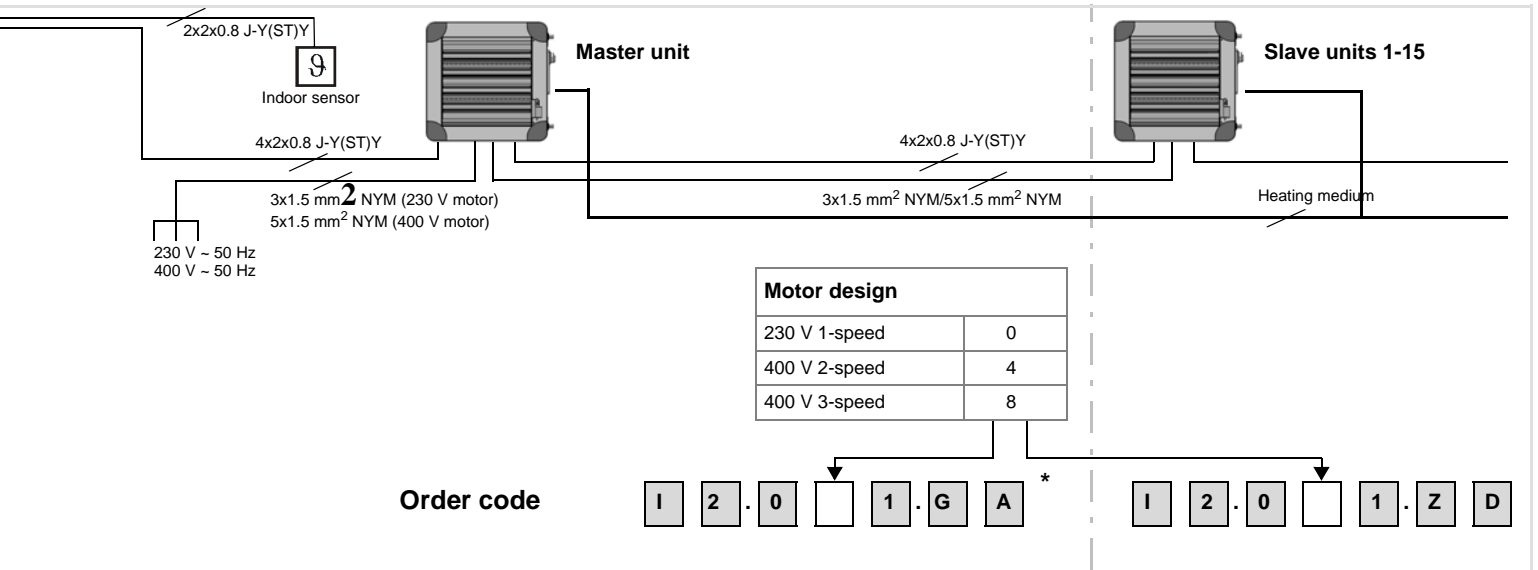 2x2x0.8 J-Y(ST)Y
ϑ
Indoor sensor
Master unit
Slave units 1-15
4x2x0.8 J-Y(ST)Y
4x2x0.8 J-Y(ST)Y
3x1.5 mm2 NYM (230 V motor)
5x1.5 mm² NYM (400 V motor)
3x1.5 mm² NYM/5x1.5 mm² NYM
Heating medium
230 V ~ 50 Hz
400 V ~ 50 Hz
Motor design
230 V 1-speed 0
400 V 2-speed 4
400 V 3-speed 8
Order code I 2 . 0 1 . G A *
I 2 . 0 1 . Z D